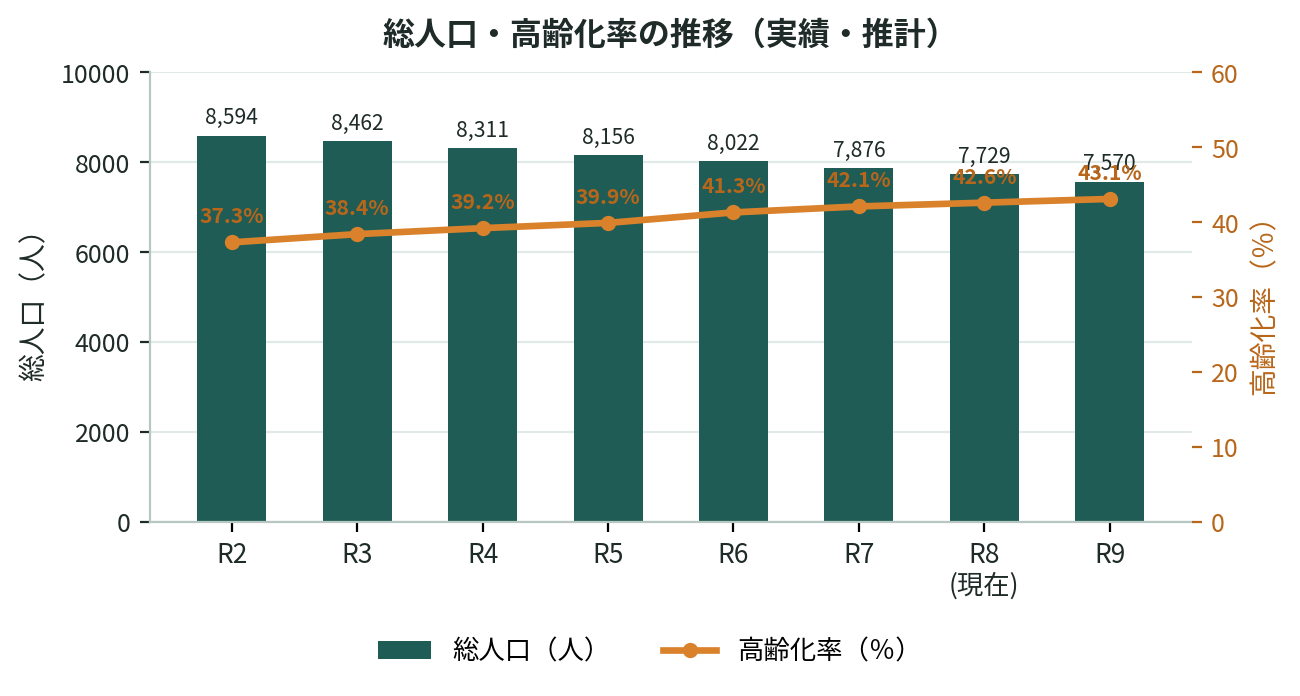 総人口・高齢化率の推移（実績・推計）
10000
8000
6000
4000
2000
0
総人口（人）
60
50
40
30
20
10
0
高齢化率（%）
8,594
8,462
8,311
8,156
8,022
7,876
7,729
7,570
37.3%
38.4%
39.2%
39.9%
41.3%
42.1%
42.6%
43.1%
R2
R3
R4
R5
R6
R7
R8
(現在)
R9
総人口（人）
高齢化率（%）